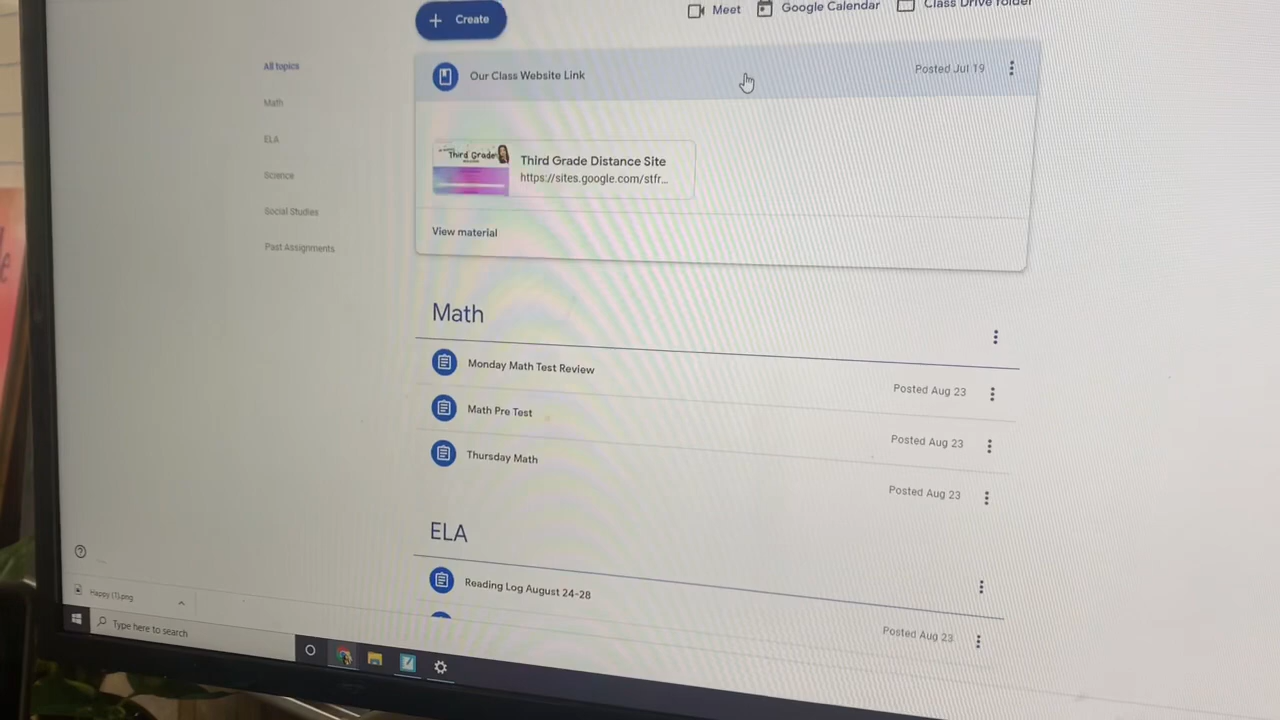 Create
Meet
Google Calendar
Class Drive folder
All topics
Math
ELA
Science
Social Studies
Past Assignments
Our Class Website Link
Posted Jul 19
Third Grade
Third Grade Distance Site
https://sites.google.com/stfr...
View material
Math
Monday Math Test Review
Posted Aug 23
Math Pre Test
Posted Aug 23
Thursday Math
Posted Aug 23
ELA
Reading Log August 24-28
Posted Aug 23
Happy (1).png
Type here to search